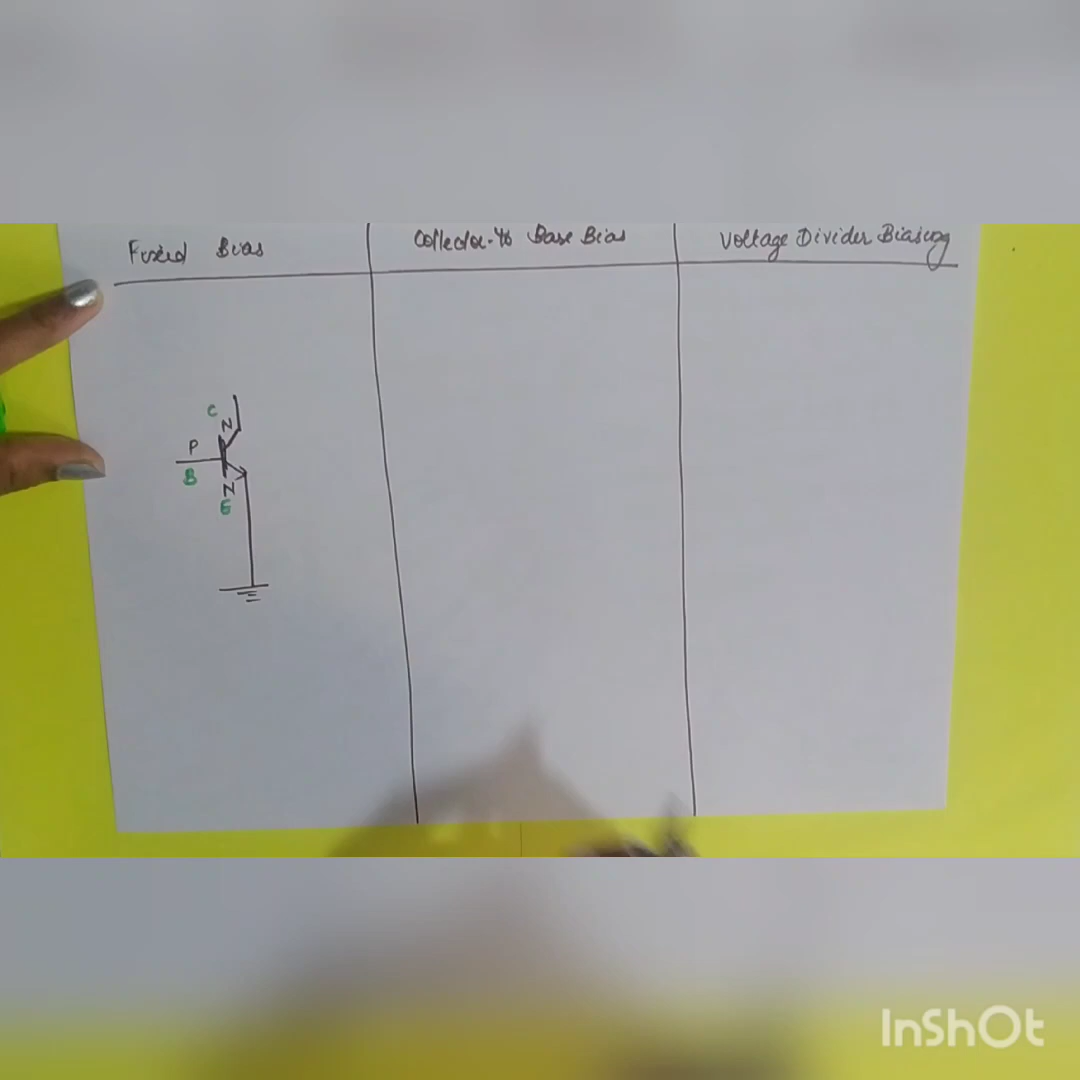 Fixed Bias
Collector-to Base Bias
Voltage Divider Biasing
C
N
P
B
N
E
InShOt